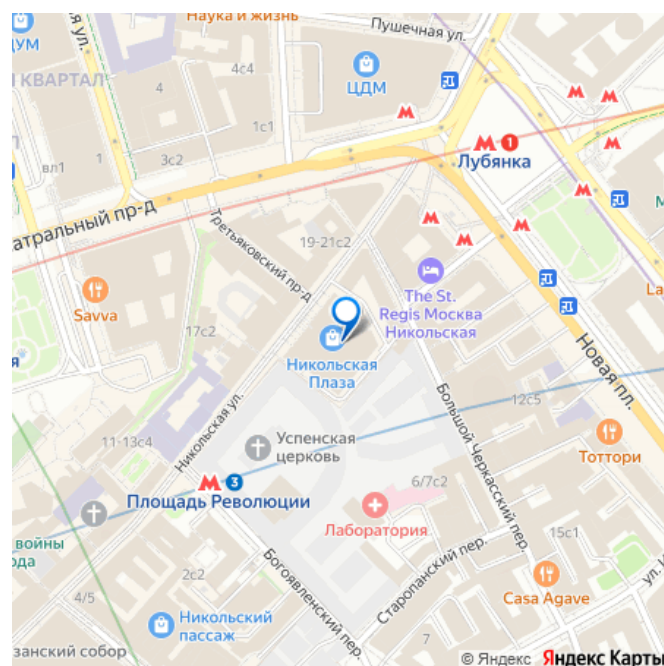 Наука и жизнь
Пушечная ул.
ЦУМ
4с4
ЦДМ
КВАРТАЛ
1с1
1
Лубянка
вл1
1
3с2
Третьяковский пр-д
19-21с2
The St.
Regis Москва
Никольская
Savva
17с2
Никольская
Плаза
Новая пл.
12с5
Никольская ул.
Большой Черкасский пер.
11-13с4
Успенская
церковь
Тоттори
3
Площадь Революции
6/7с2
Лаборатория
войны
15с1
Старопанский пер.
2с2
Богоявленский пер.
4/5
Casa Agave
Никольский
пассаж
7
4
занский собор
© Яндекс Яндекс Карты